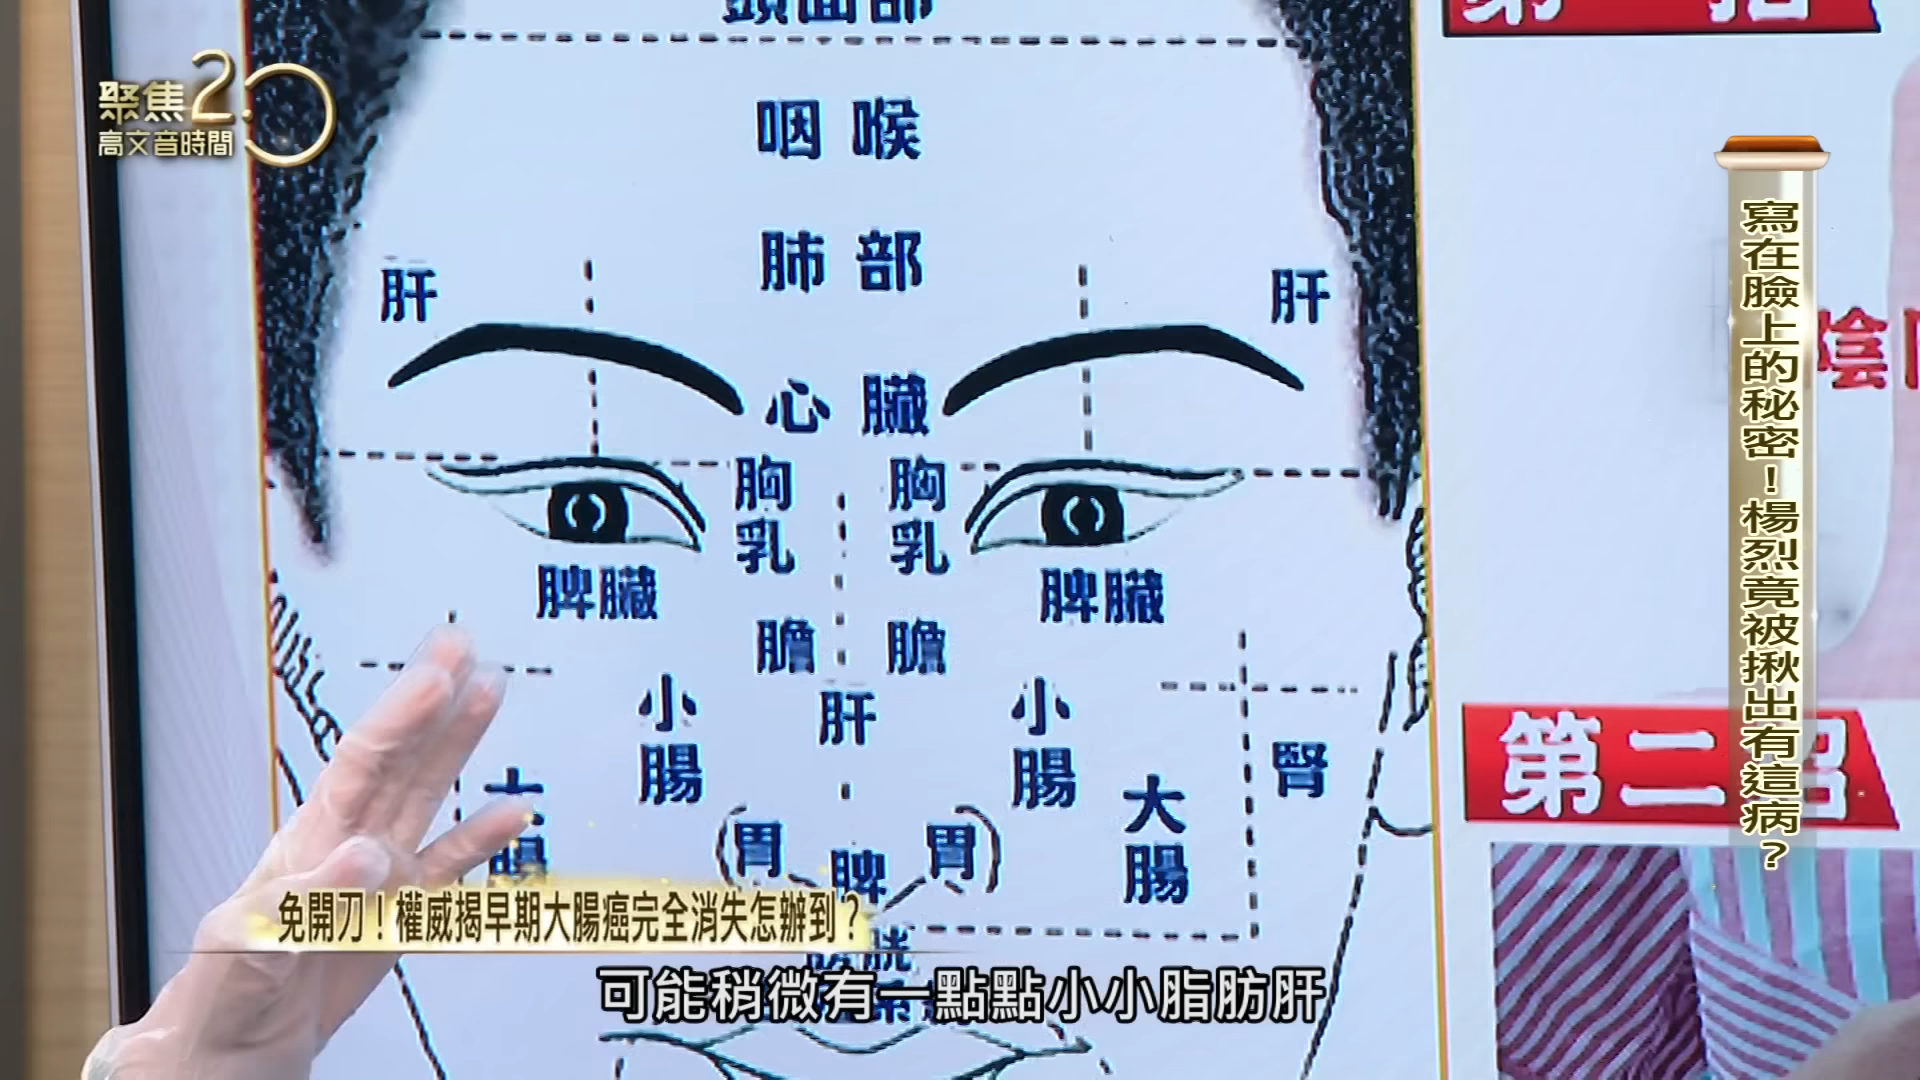 頭面部
聚焦2.0
高文音時間
咽喉
肺部
肝
肝
心臟
胸乳
胸乳
脾臟
脾臟
膽
膽
小腸
肝
小腸
大腸
大腸
腎
胃
脾
胃
第二招
寫在臉上的秘密！楊烈竟被揪出有這病？
免開刀！權威揭早期大腸癌完全消失怎辦到？
可能稍微有一點點小小脂肪肝